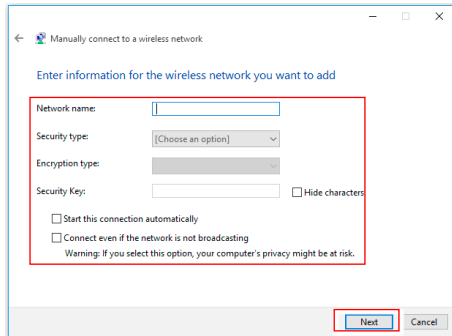 Manually connect to a wireless network
Enter information for the wireless network you want to add
Network name:
Security type: [Choose an option]
Encryption type:
Security Key: Hide characters
Start this connection automatically
Connect even if the network is not broadcasting
Warning: If you select this option, your computer's privacy might be at risk.
Next Cancel